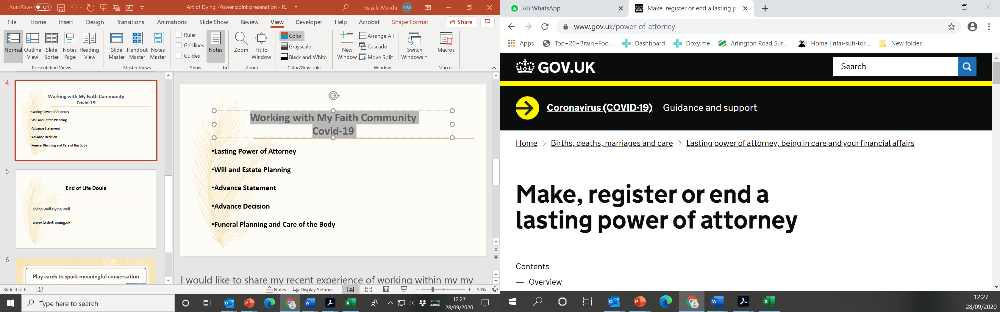 AutoSave Off
Art of Dying -Power point presenation - R...
Gazala Makda GM
File Home Insert Design Transitions Animations Slide Show Review View Developer Help Acrobat Shape Format Share
Normal
Outline View
Slide Sorter
Notes Page
Reading View
Presentation Views
Slide Master
Handout Master
Notes Master
Master Views
Ruler
Gridlines
Guides
Notes
Show
Zoom
Fit to Window
Zoom
Color
Grayscale
Black and White
Color/Grayscale
New Window
Arrange All
Cascade
Move Split
Switch Windows
Window
Macros
Macros
4
Working with My Faith Community
Covid-19
•Lasting Power of Attorney
•Will and Estate Planning
•Advance Statement
•Advance Decision
•Funeral Planning and Care of the Body
5
End of Life Doula
Living Well Dying Well
www.lwdwtraining.uk
6
Play cards to spark meaningful conversation
Working with My Faith Community
Covid-19
•Lasting Power of Attorney
•Will and Estate Planning
•Advance Statement
•Advance Decision
•Funeral Planning and Care of the Body
I would like to share my recent experience of working within my my
Slide 4 of 6
Notes
Display Settings
54%
Type here to search
12:27
28/09/2020
(4) WhatsApp
Make, register or end a lasting po
www.gov.uk/power-of-attorney
Apps
Top+20+Brain+Foo...
Dashboard
Doxy.me
Arlington Road Sur...
Home | rifai-sufi-tor...
New folder
GOV.UK
Search
Coronavirus (COVID-19) | Guidance and support
Home > Births, deaths, marriages and care > Lasting power of attorney, being in care and your financial affairs
Make, register or end a
lasting power of attorney
Contents
— Overview
12:27
28/09/2020